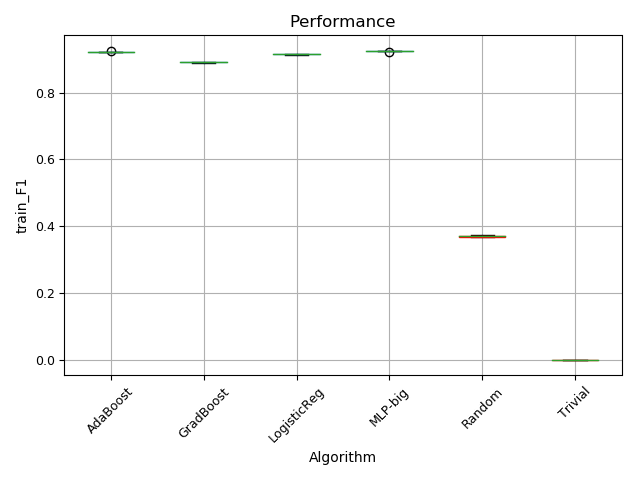 Performance
train_F1
0.8
0.6
0.4
0.2
0.0
AdaBoost
GradBoost
LogisticReg
MLP-big
Random
Trivial
Algorithm